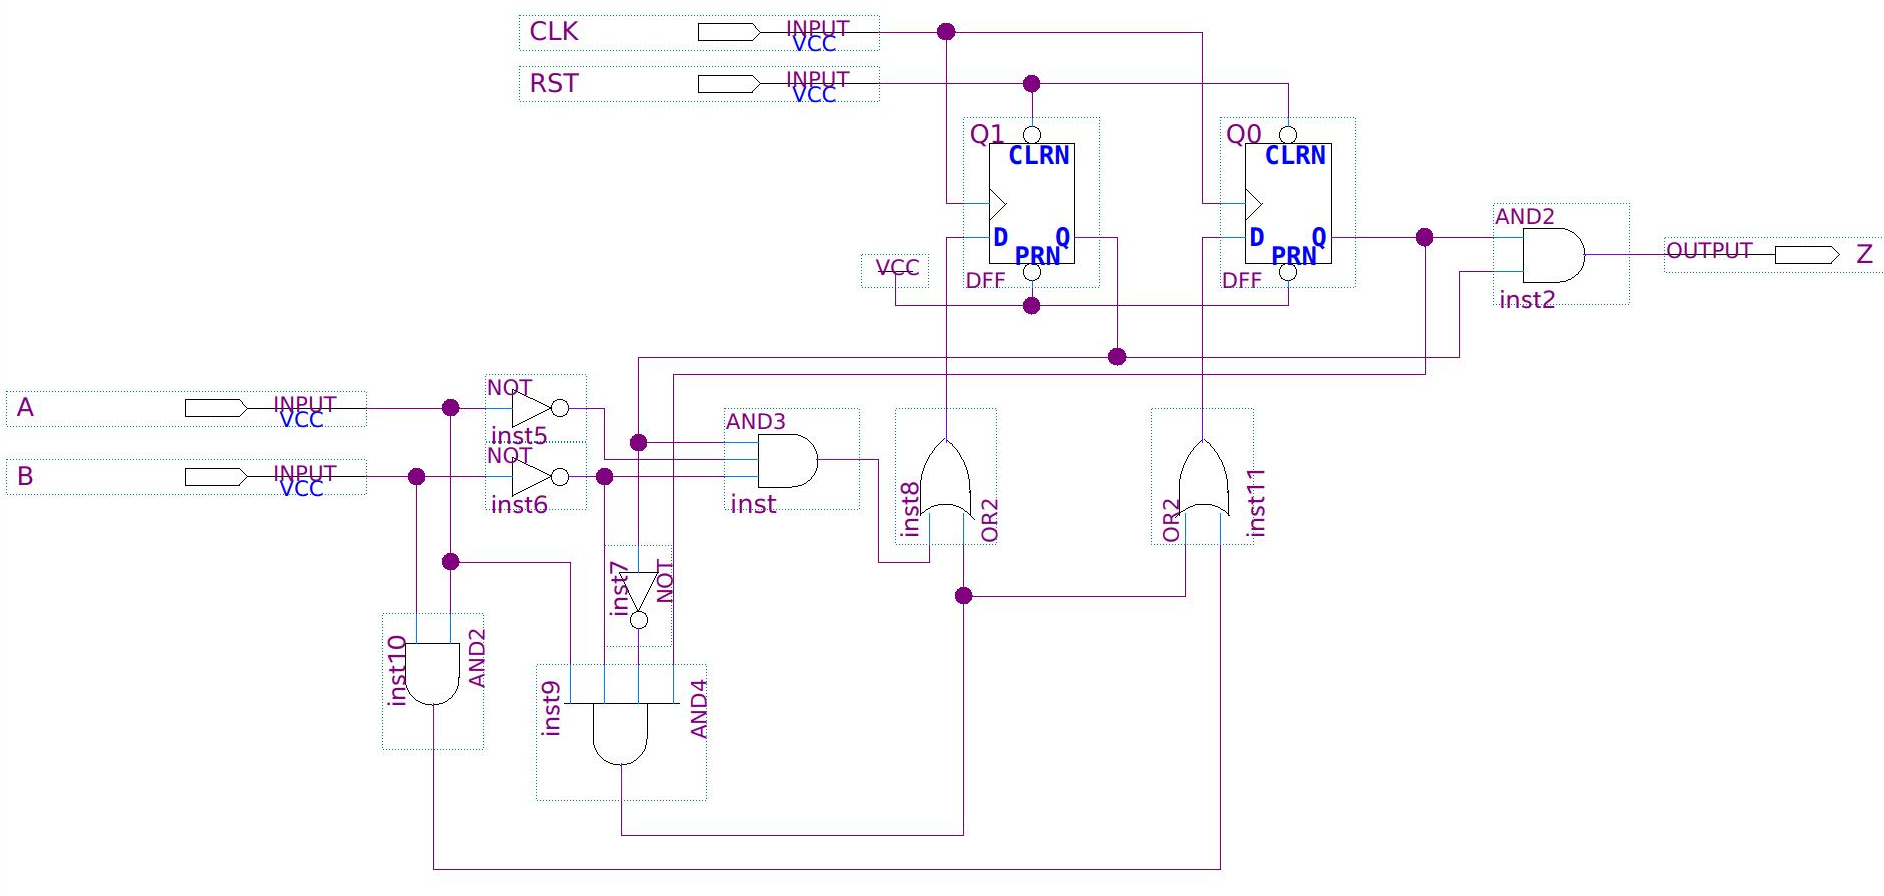 CLK
INPUT
VCC
RST
INPUT
VCC
Q1
CLRN
D
Q
PRN
DFF
Q0
CLRN
D
Q
PRN
DFF
VCC
AND2
inst2
OUTPUT
Z
A
INPUT
VCC
B
INPUT
VCC
NOT
inst5
NOT
inst6
AND3
inst
inst8
OR2
OR2
inst11
inst7
NOT
inst10
AND2
inst9
AND4